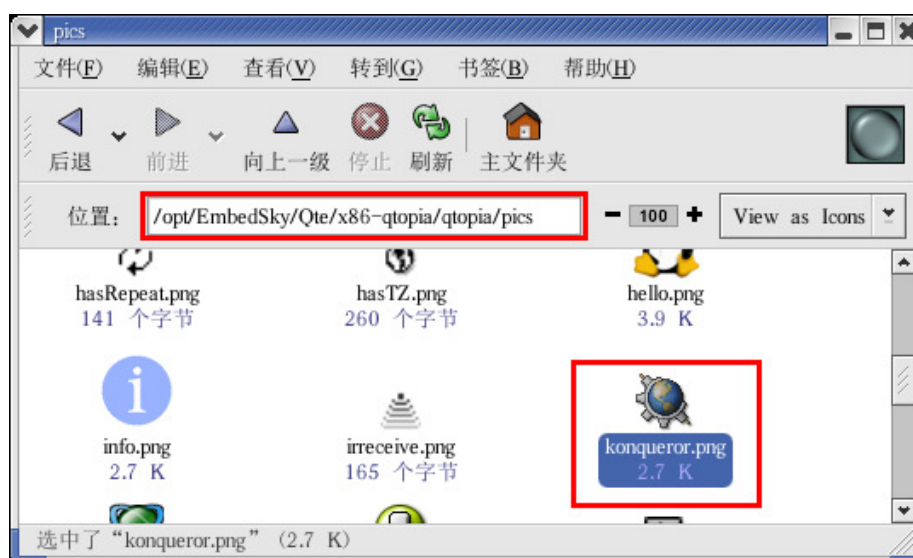 pics
文件(F) 编辑(E) 查看(V) 转到(G) 书签(B) 帮助(H)
后退 前进 向上一级 停止 刷新 主文件夹
位置: /opt/EmbedSky/Qte/x86-qtopia/qtopia/pics 100 View as Icons
hasRepeat.png hasTZ.png hello.png
141 个字节 260 个字节 3.9 K
info.png irreceive.png konqueror.png
2.7 K 165 个字节 2.7 K
选中了 “konqueror.png” (2.7 K)